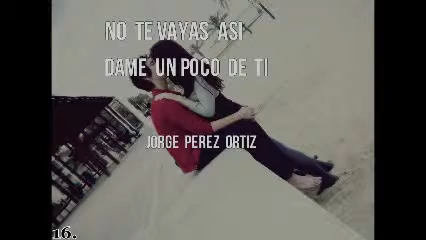 NO TE VAYAS ASI
DAME UN POCO DE TI
JORGE PEREZ ORTIZ
16.